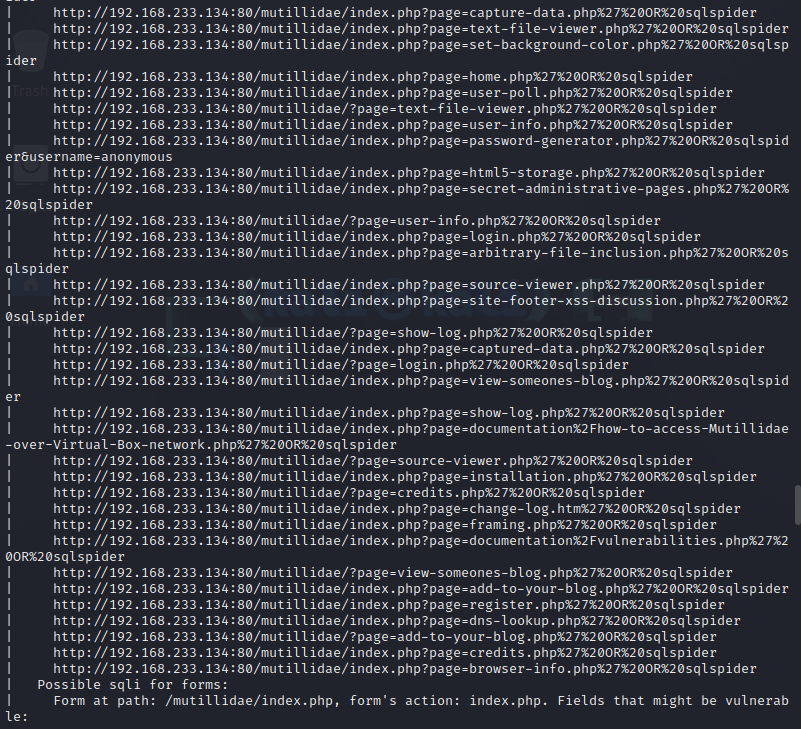 |     http://192.168.233.134:80/mutillidae/index.php?page=capture-data.php%27%20OR%20sqlspider
|     http://192.168.233.134:80/mutillidae/index.php?page=text-file-viewer.php%27%20OR%20sqlspider
|     http://192.168.233.134:80/mutillidae/index.php?page=set-background-color.php%27%20OR%20sqlsp
ider
|     http://192.168.233.134:80/mutillidae/index.php?page=home.php%27%20OR%20sqlspider
|     http://192.168.233.134:80/mutillidae/index.php?page=user-poll.php%27%20OR%20sqlspider
|     http://192.168.233.134:80/mutillidae/?page=text-file-viewer.php%27%20OR%20sqlspider
|     http://192.168.233.134:80/mutillidae/index.php?page=user-info.php%27%20OR%20sqlspider
|     http://192.168.233.134:80/mutillidae/index.php?page=password-generator.php%27%20OR%20sqlspid
er&username=anonymous
|     http://192.168.233.134:80/mutillidae/index.php?page=html5-storage.php%27%20OR%20sqlspider
|     http://192.168.233.134:80/mutillidae/index.php?page=secret-administrative-pages.php%27%20OR%
20sqlspider
|     http://192.168.233.134:80/mutillidae/?page=user-info.php%27%20OR%20sqlspider
|     http://192.168.233.134:80/mutillidae/index.php?page=login.php%27%20OR%20sqlspider
|     http://192.168.233.134:80/mutillidae/index.php?page=arbitrary-file-inclusion.php%27%20OR%20s
qlspider
|     http://192.168.233.134:80/mutillidae/index.php?page=source-viewer.php%27%20OR%20sqlspider
|     http://192.168.233.134:80/mutillidae/index.php?page=site-footer-xss-discussion.php%27%20OR%2
0sqlspider
|     http://192.168.233.134:80/mutillidae/?page=show-log.php%27%20OR%20sqlspider
|     http://192.168.233.134:80/mutillidae/index.php?page=captured-data.php%27%20OR%20sqlspider
|     http://192.168.233.134:80/mutillidae/?page=login.php%27%20OR%20sqlspider
|     http://192.168.233.134:80/mutillidae/index.php?page=view-someones-blog.php%27%20OR%20sqlspid
er
|     http://192.168.233.134:80/mutillidae/index.php?page=show-log.php%27%20OR%20sqlspider
|     http://192.168.233.134:80/mutillidae/index.php?page=documentation%2Fhow-to-access-Mutillidae
-over-Virtual-Box-network.php%27%20OR%20sqlspider
|     http://192.168.233.134:80/mutillidae/?page=source-viewer.php%27%20OR%20sqlspider
|     http://192.168.233.134:80/mutillidae/index.php?page=installation.php%27%20OR%20sqlspider
|     http://192.168.233.134:80/mutillidae/?page=credits.php%27%20OR%20sqlspider
|     http://192.168.233.134:80/mutillidae/index.php?page=change-log.htm%27%20OR%20sqlspider
|     http://192.168.233.134:80/mutillidae/index.php?page=framing.php%27%20OR%20sqlspider
|     http://192.168.233.134:80/mutillidae/index.php?page=documentation%2Fvulnerabilities.php%27%2
0OR%20sqlspider
|     http://192.168.233.134:80/mutillidae/?page=view-someones-blog.php%27%20OR%20sqlspider
|     http://192.168.233.134:80/mutillidae/index.php?page=add-to-your-blog.php%27%20OR%20sqlspider
|     http://192.168.233.134:80/mutillidae/index.php?page=register.php%27%20OR%20sqlspider
|     http://192.168.233.134:80/mutillidae/index.php?page=dns-lookup.php%27%20OR%20sqlspider
|     http://192.168.233.134:80/mutillidae/?page=add-to-your-blog.php%27%20OR%20sqlspider
|     http://192.168.233.134:80/mutillidae/index.php?page=credits.php%27%20OR%20sqlspider
|     http://192.168.233.134:80/mutillidae/index.php?page=browser-info.php%27%20OR%20sqlspider
|   Possible sqli for forms:
|     Form at path: /mutillidae/index.php, form's action: index.php. Fields that might be vulnerab
le: